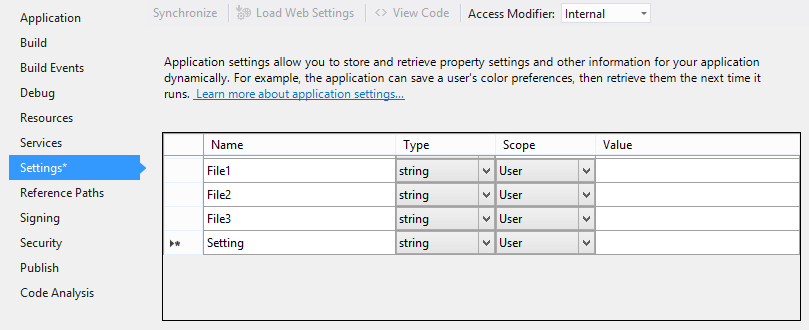 Synchronize Load Web Settings <> View Code Access Modifier: Internal
Application
Build
Build Events
Debug
Resources
Services
Settings*
Reference Paths
Signing
Security
Publish
Code Analysis
Application settings allow you to store and retrieve property settings and other information for your application
dynamically. For example, the application can save a user's color preferences, then retrieve them the next time it
runs. Learn more about application settings...
Name Type Scope Value
File1 string User
File2 string User
File3 string User
Setting string User